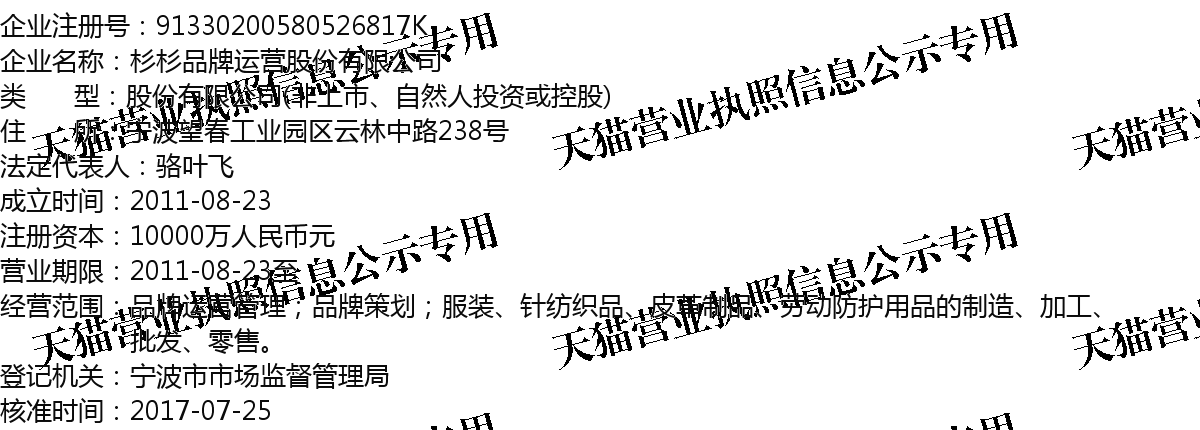 企业注册号：91330200580526817K
企业名称：杉杉品牌运营股份有限公司
类 型：股份有限公司(非上市、自然人投资或控股)
住 所：宁波望春工业园区云林中路238号
法定代表人：骆叶飞
成立时间：2011-08-23
注册资本：10000万人民币元
营业期限：2011-08-23至
经营范围：品牌运营管理；品牌策划；服装、针纺织品、皮革制品、劳动防护用品的制造、加工、
批发、零售。
登记机关：宁波市市场监督管理局
核准时间：2017-07-25
天猫营业执照信息公示专用
天猫营业执照信息公示专用
天猫营业
天猫营业执照信息公示专用
天猫营业执照信息公示专用
天猫营业